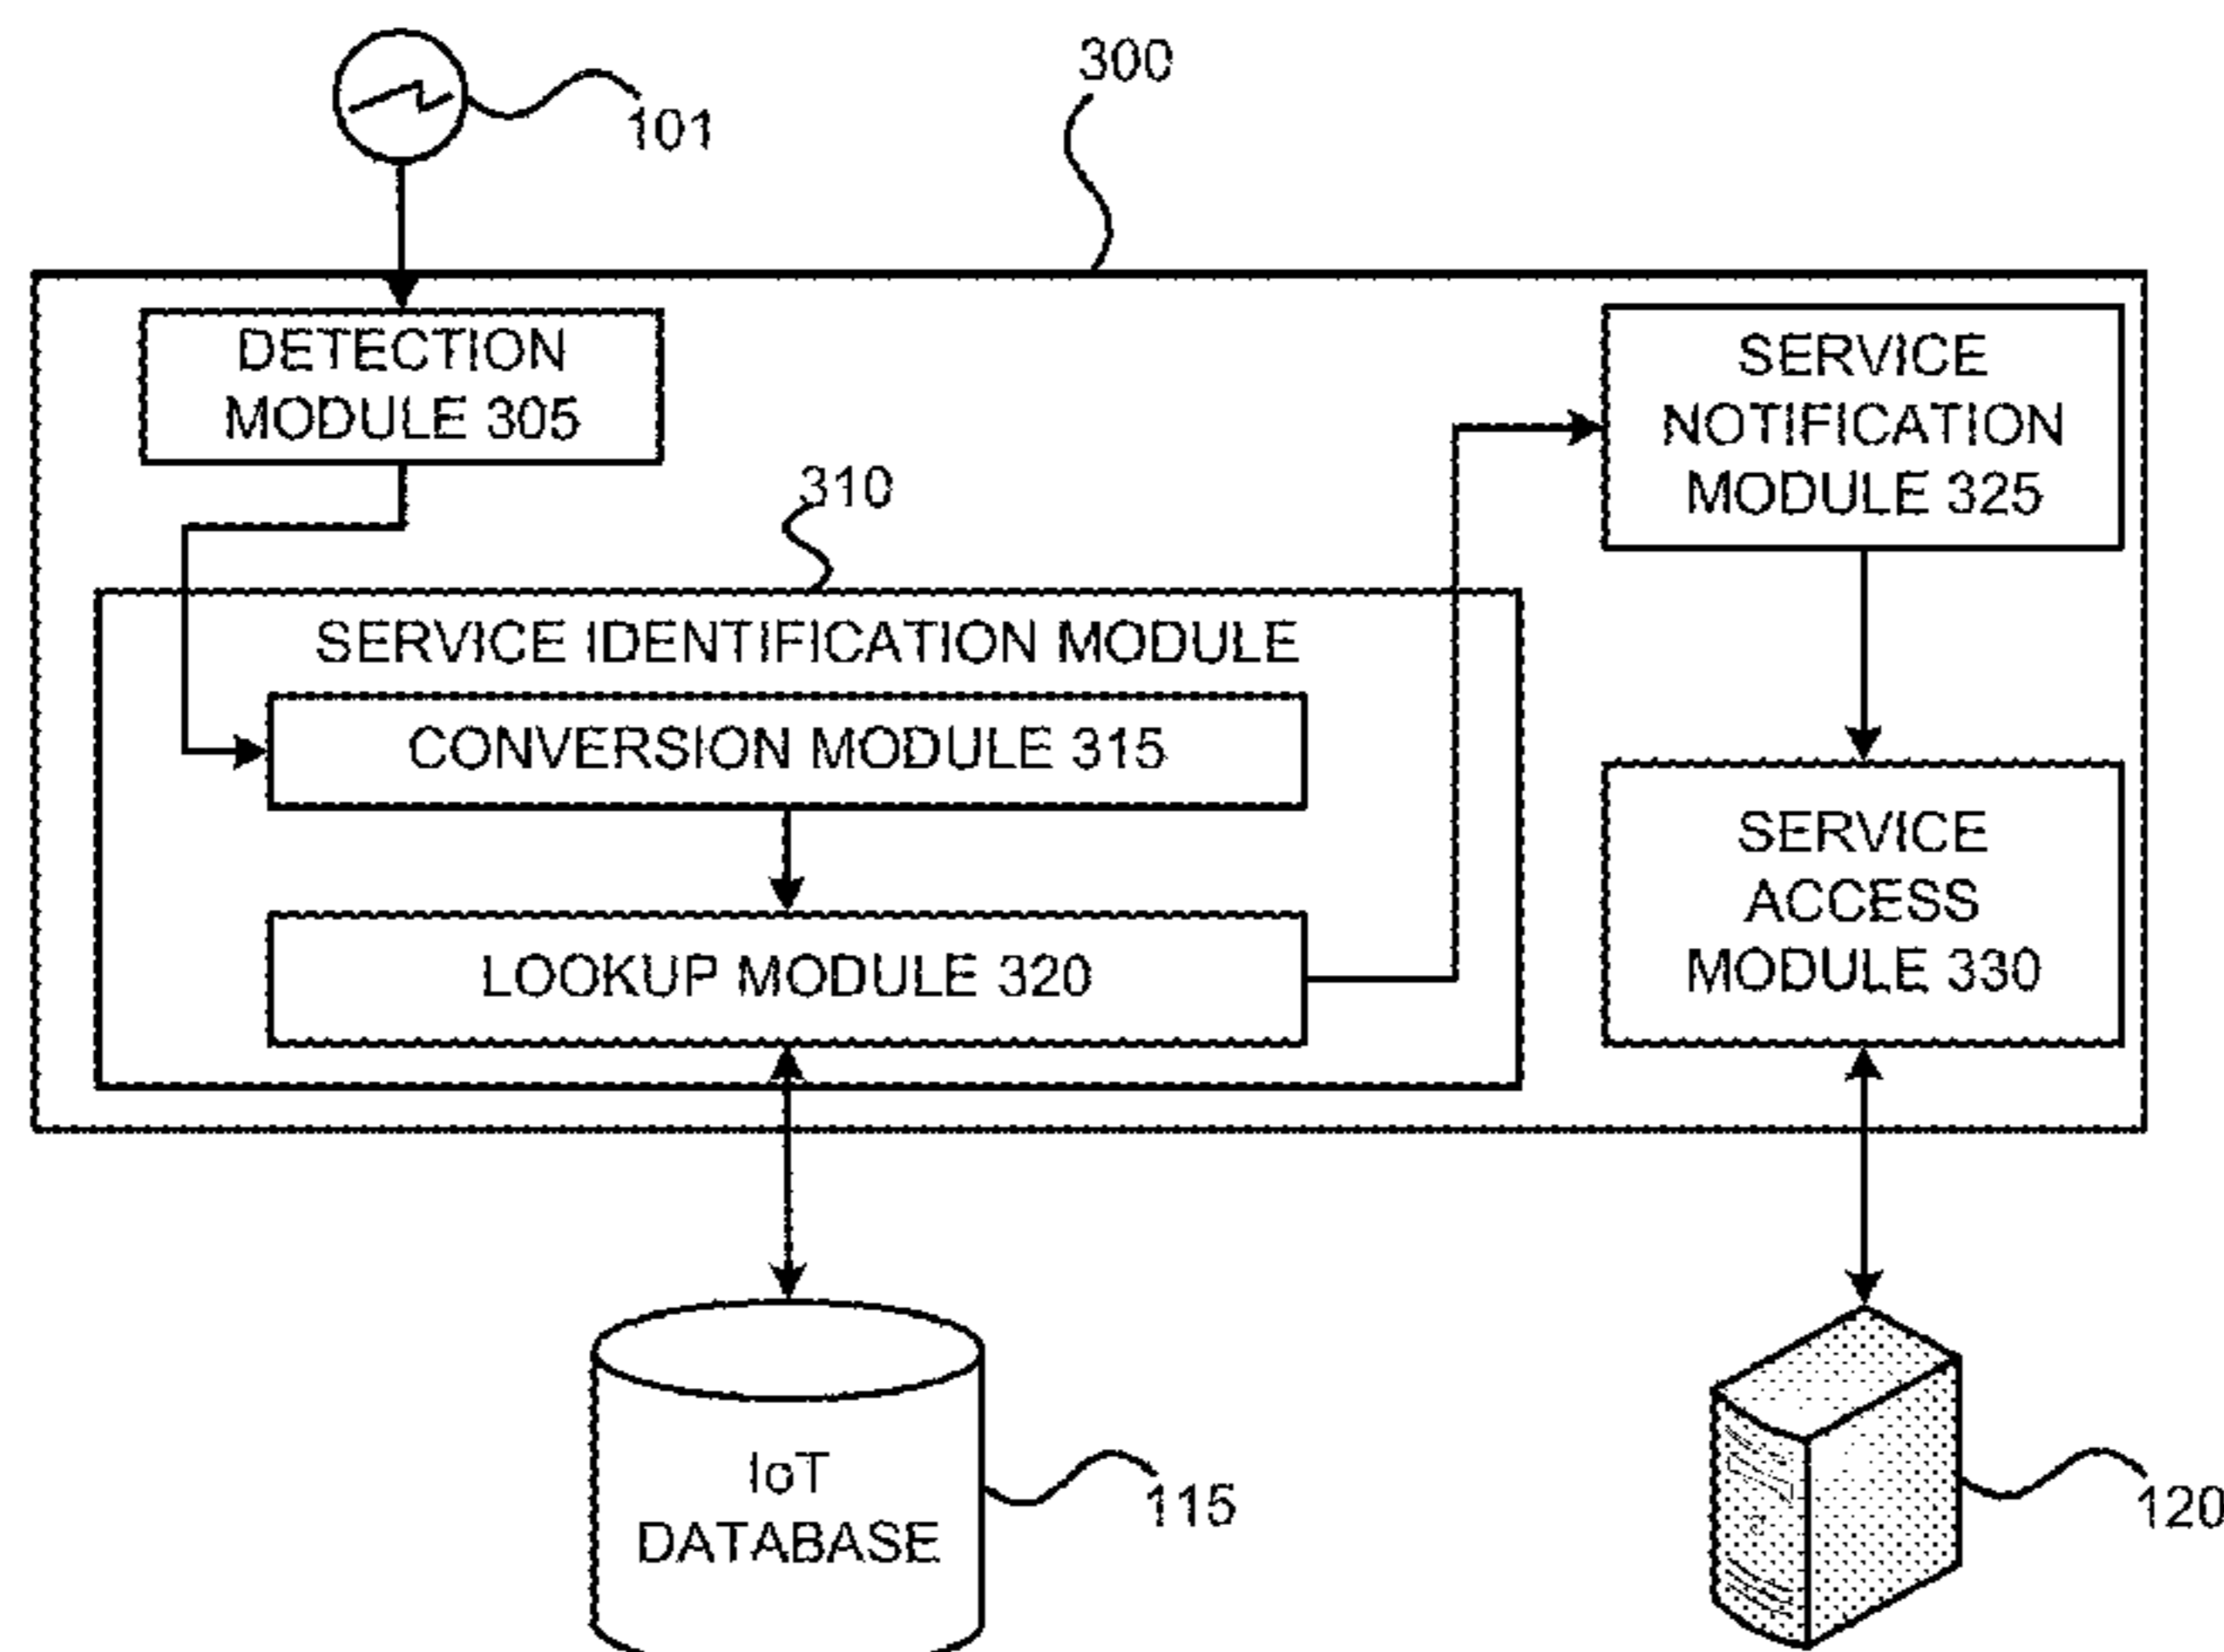 300
101
DETECTION
MODULE 305
SERVICE
NOTIFICATION
MODULE 325
310
SERVICE IDENTIFICATION MODULE
CONVERSION MODULE 315
LOOKUP MODULE 320
SERVICE
ACCESS
MODULE 330
IoT
DATABASE
115
120